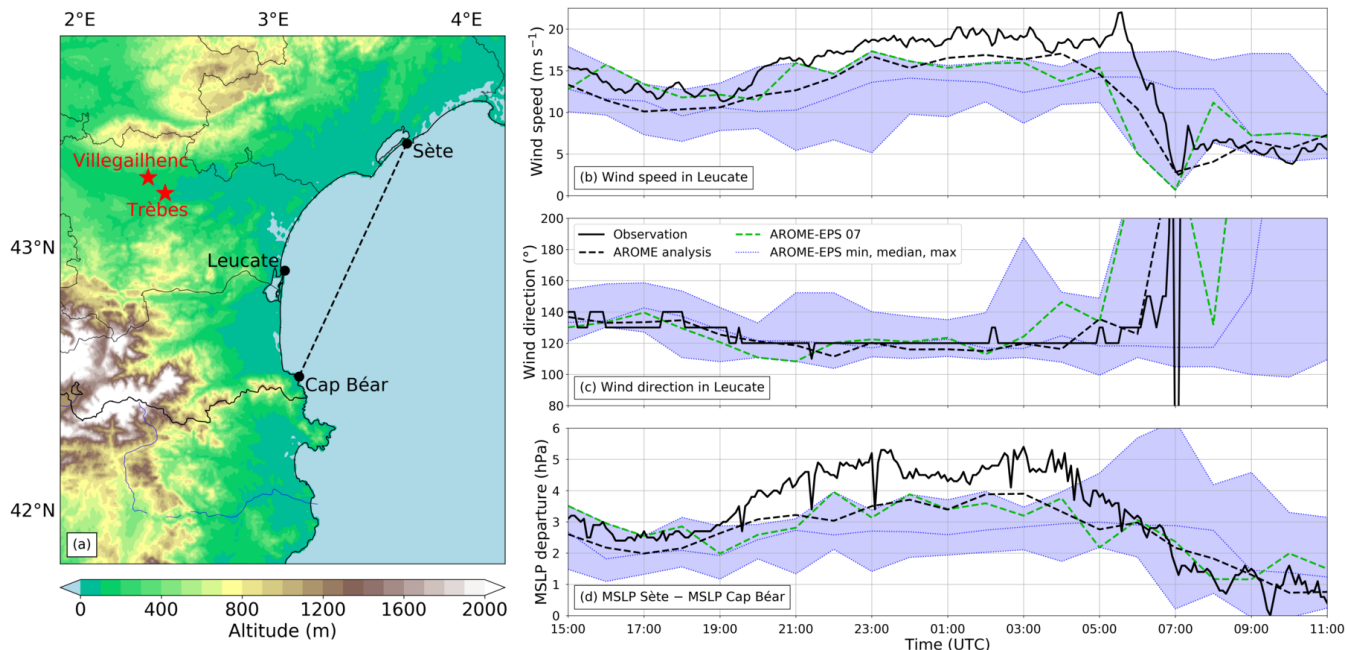 2°E 3°E 4°E
43°N
42°N
Villegailhenc
Trèbes
Sète
Leucate
Cap Béar
(a)
0 400 800 1200 1600 2000
Altitude (m)
Wind speed (m s⁻¹)
20
15
10
5
0
(b) Wind speed in Leucate
Wind direction (°)
200
180
160
140
120
100
80
Observation
AROME analysis
AROME-EPS 07
AROME-EPS min, median, max
(c) Wind direction in Leucate
MSLP departure (hPa)
6
5
4
3
2
1
0
(d) MSLP Sète − MSLP Cap Béar
15:00 17:00 19:00 21:00 23:00 01:00 03:00 05:00 07:00 09:00 11:00
Time (UTC)